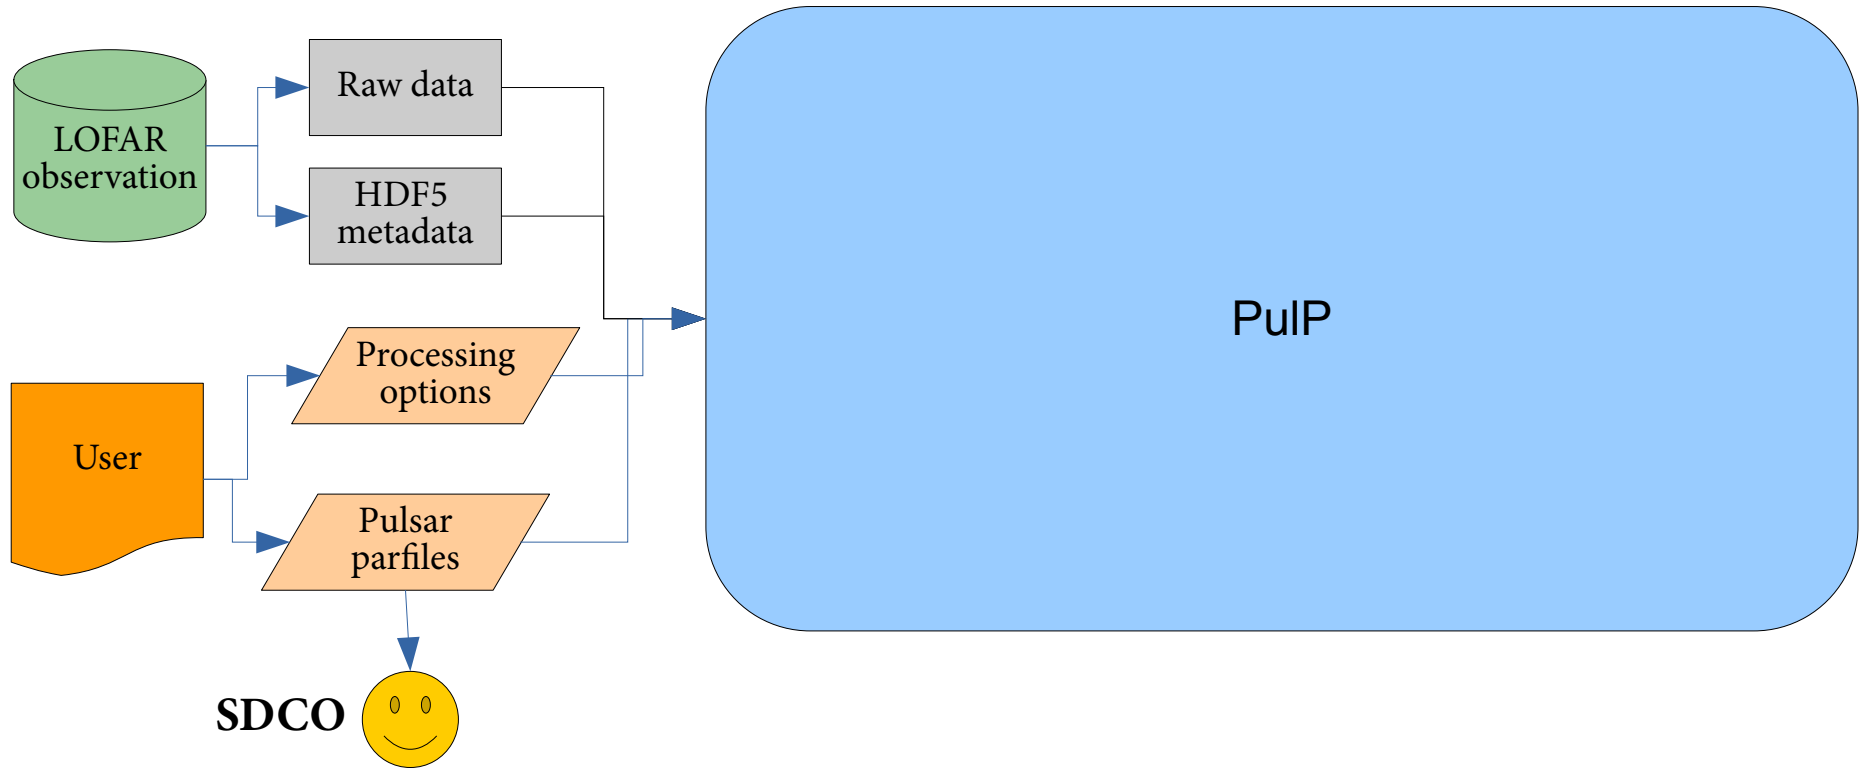 Raw data
LOFAR
observation
HDF5
metadata
PulP
Processing
options
User
Pulsar
parfiles
SDCO